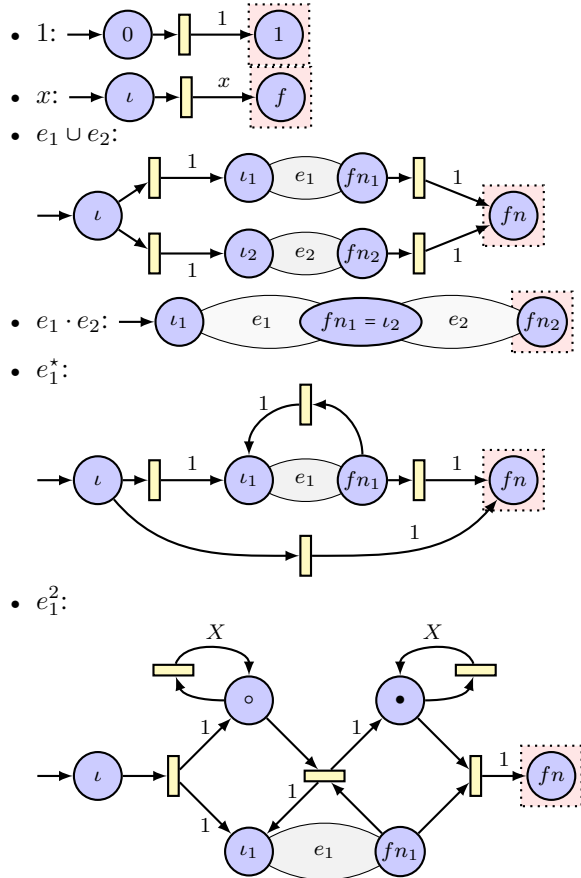 • 1: 0 1 1
• x: ι x f
• e₁ ∪ e₂:
1 ι₁ e₁ fn₁ 1
ι fn
1 ι₂ e₂ fn₂ 1
• e₁ · e₂: ι₁ e₁ fn₁ = ι₂ e₂ fn₂
• e₁⋆:
1
ι 1 ι₁ e₁ fn₁ 1 fn
1
• e₁²:
X X
∘ •
1 1
ι 1 fn
1 1
ι₁ e₁ fn₁